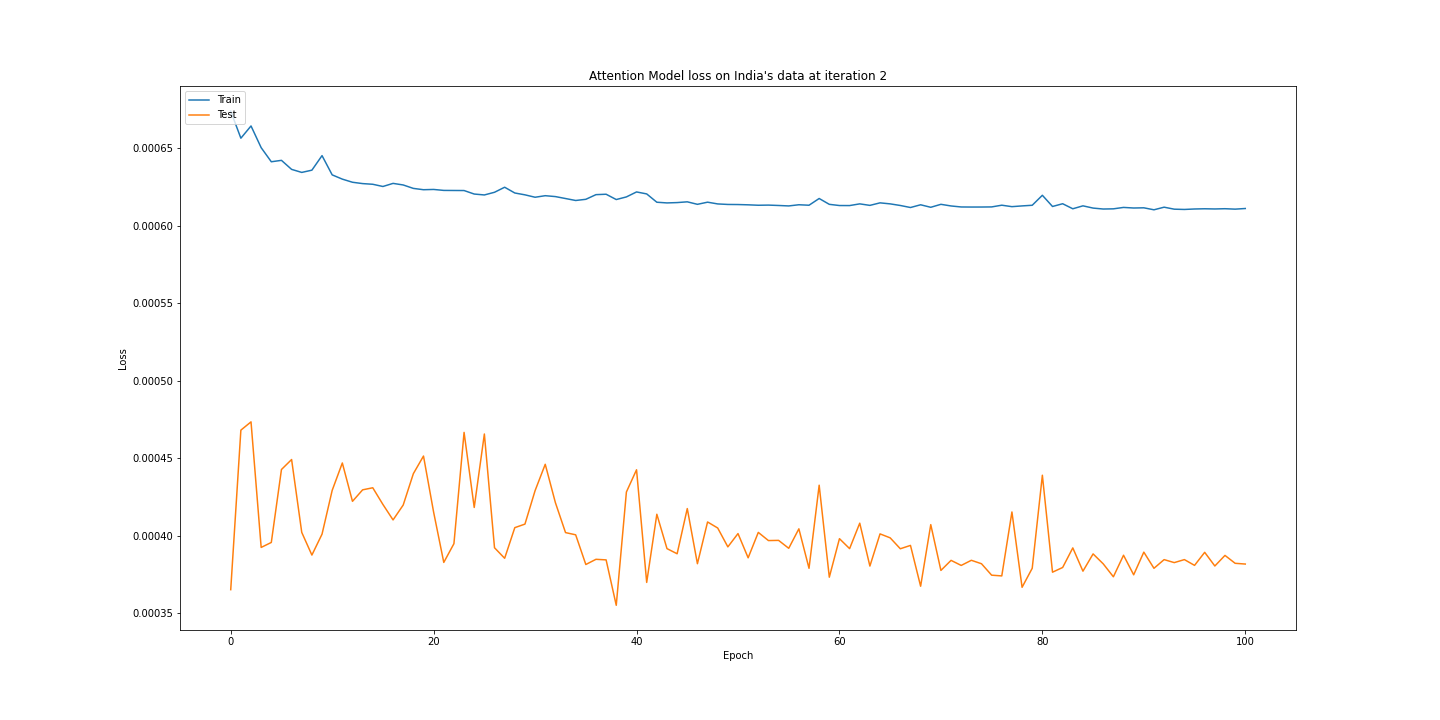 Attention Model loss on India's data at iteration 2
Train
Test
0.00065
0.00060
0.00055
0.00050
0.00045
0.00040
0.00035
Loss
0 20 40 60 80 100
Epoch